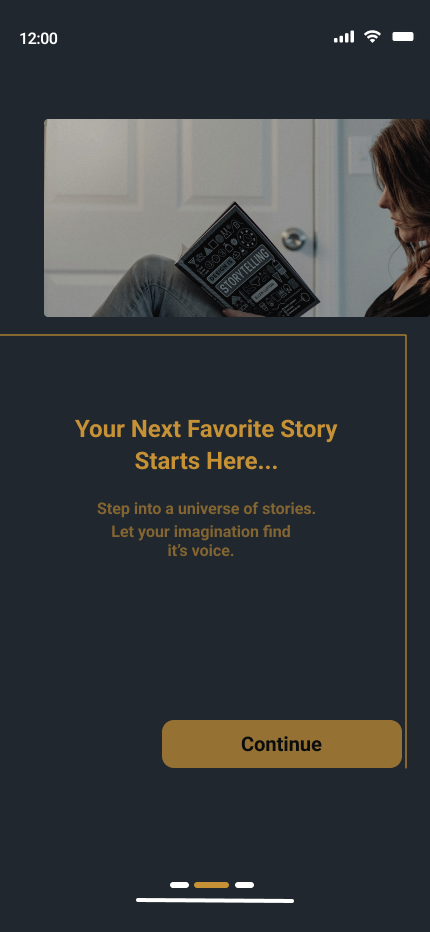 12:00
STORYTELLING
Your Next Favorite Story
Starts Here...
Step into a universe of stories.
Let your imagination find
it's voice.
Continue